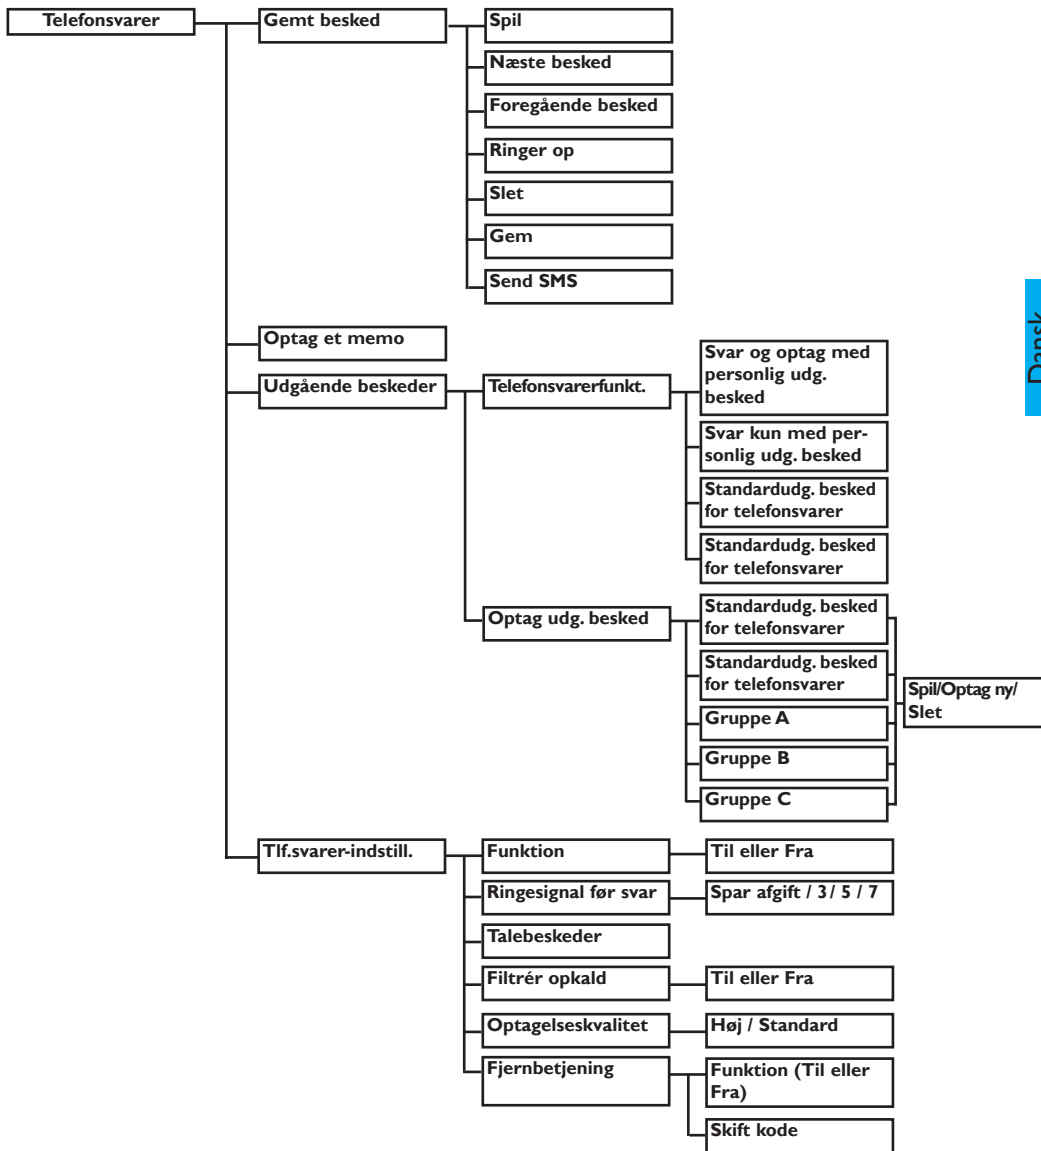 Telefonsvarer
Gemt besked
Spil
Næste besked
Foregående besked
Ringer op
Slet
Gem
Send SMS
Dansk
Optag et memo
Udgående beskeder
Telefonsvarerfunkt.
Svar og optag med
personlig udg.
besked
Svar kun med per-
sonlig udg. besked
Standardudg. besked
for telefonsvarer
Standardudg. besked
for telefonsvarer
Optag udg. besked
Standardudg. besked
for telefonsvarer
Standardudg. besked
for telefonsvarer
Gruppe A
Gruppe B
Gruppe C
Spil/Optag ny/
Slet
Tlf.svarer-indstill.
Funktion
Til eller Fra
Ringesignal før svar
Spar afgift / 3/ 5 / 7
Talebeskeder
Filtrér opkald
Til eller Fra
Optagelseskvalitet
Høj / Standard
Fjernbetjening
Funktion (Til eller
Fra)
Skift kode